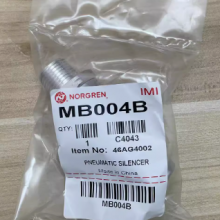 NORGREN IMI
MB004B
QTY: 1 C4043
Item No: 46AG4002
PNEUMATIC SILENCER
Made in China
MB004B